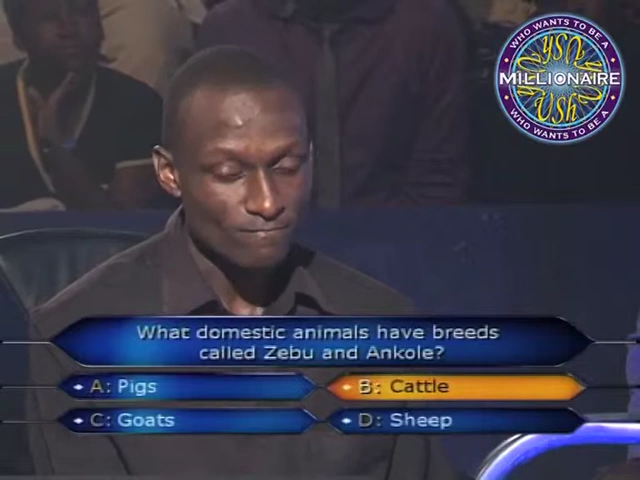 WHO WANTS TO BE A
MILLIONAIRE
WHO WANTS TO BE A
What domestic animals have breeds
called Zebu and Ankole?
A: Pigs
B: Cattle
C: Goats
D: Sheep